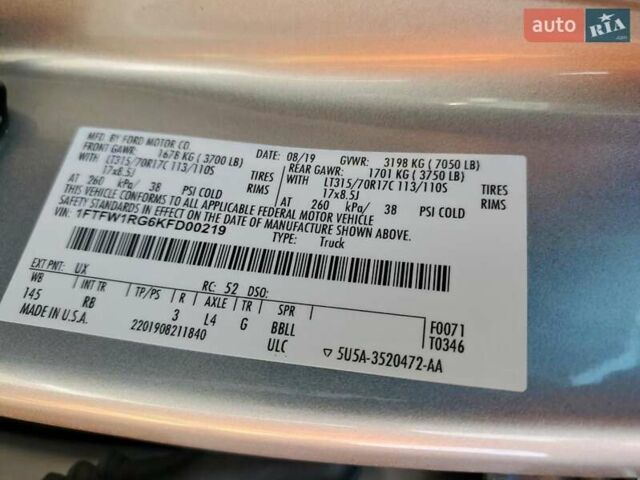 auto RIA.com
MFD. BY FORD MOTOR CO.
DATE: 08/19 GVWR: 3198 KG ( 7050 LB)
FRONT GAWR: 1678 KG ( 3700 LB) REAR GAWR: 1701 KG ( 3750 LB)
WITH LT315/70R17C 113/110S TIRES WITH LT315/70R17C 113/110S TIRES
17x8.5J 17x8.5J
AT 260 kPa/ 38 PSI COLD AT 260 kPa/ 38 PSI COLD
THIS VEHICLE CONFORMS TO ALL APPLICABLE FEDERAL MOTOR VEHICLE
SAFETY STANDARDS IN EFFECT ON THE DATE OF MANUFACTURE SHOWN ABOVE.
VIN: 1FTFW1RG6KFD00219
TYPE: Truck
EXT PNT: UX RC: 52 DSO:
WB INT TR TP/PS R AXLE TR SPR
145 RB 3 L4 G BBLL F0071
MADE IN U.S.A. 2201908211840 ULC T0346
▽ 5U5A-3520472-AA